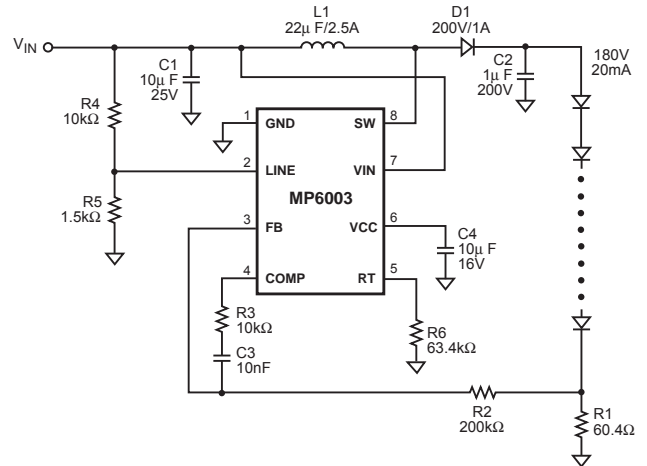 L1
22µ F/2.5A
D1
200V/1A
VIN
C1
10µ F
25V
C2
1µ F
200V
180V
20mA
R4
10kΩ
1
GND
SW
8
2
LINE
VIN
7
MP6003
R5
1.5kΩ
3
FB
VCC
6
C4
10µ F
16V
4
COMP
RT
5
R3
10kΩ
C3
10nF
R6
63.4kΩ
R2
200kΩ
R1
60.4Ω